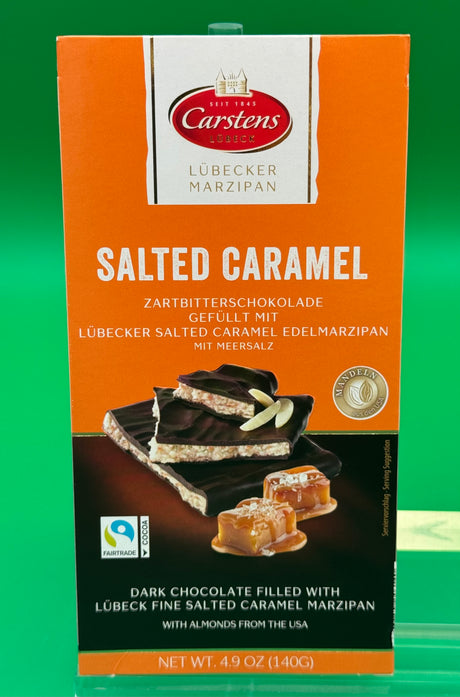 SEIT 1845
Carstens
LÜBECK
LÜBECKER
MARZIPAN
SALTED CARAMEL
ZARTBITTERSCHOKOLADE
GEFÜLLT MIT
LÜBECKER SALTED CARAMEL EDELMARZIPAN
MIT MEERSALZ
MANDELN
Serviervorschlag · Serving Suggestion
FAIRTRADE
COCOA
DARK CHOCOLATE FILLED WITH
LÜBECK FINE SALTED CARAMEL MARZIPAN
WITH ALMONDS FROM THE USA
NET WT. 4.9 OZ (140G)